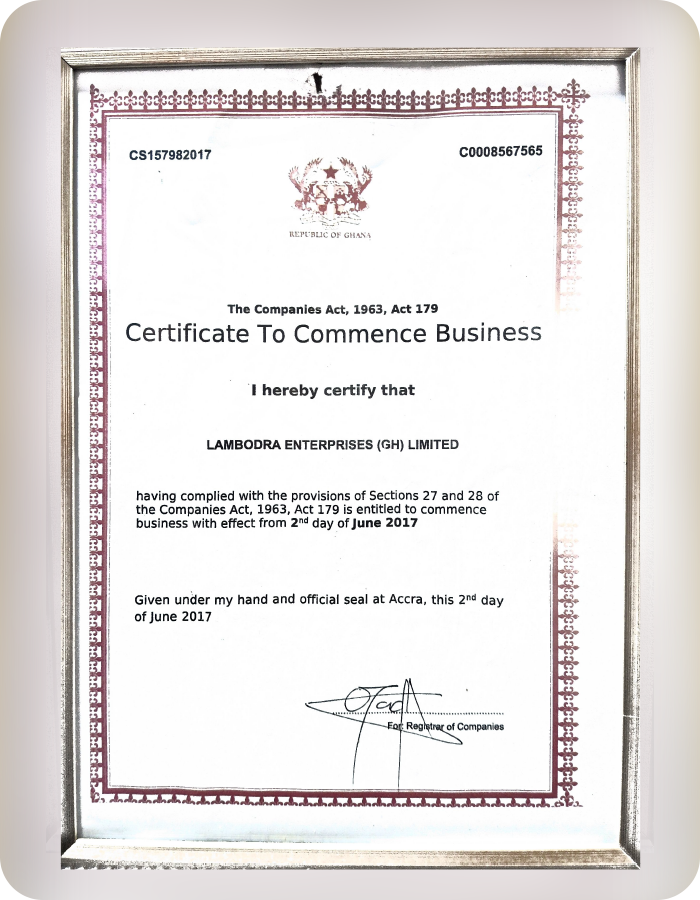 CS157982017
C0008567565
REPUBLIC OF GHANA
The Companies Act, 1963, Act 179
Certificate To Commence Business
I hereby certify that
LAMBODRA ENTERPRISES (GH) LIMITED
having complied with the provisions of Sections 27 and 28 of
the Companies Act, 1963, Act 179 is entitled to commence
business with effect from 2nd day of June 2017
Given under my hand and official seal at Accra, this 2nd day
of June 2017
For: Registrar of Companies